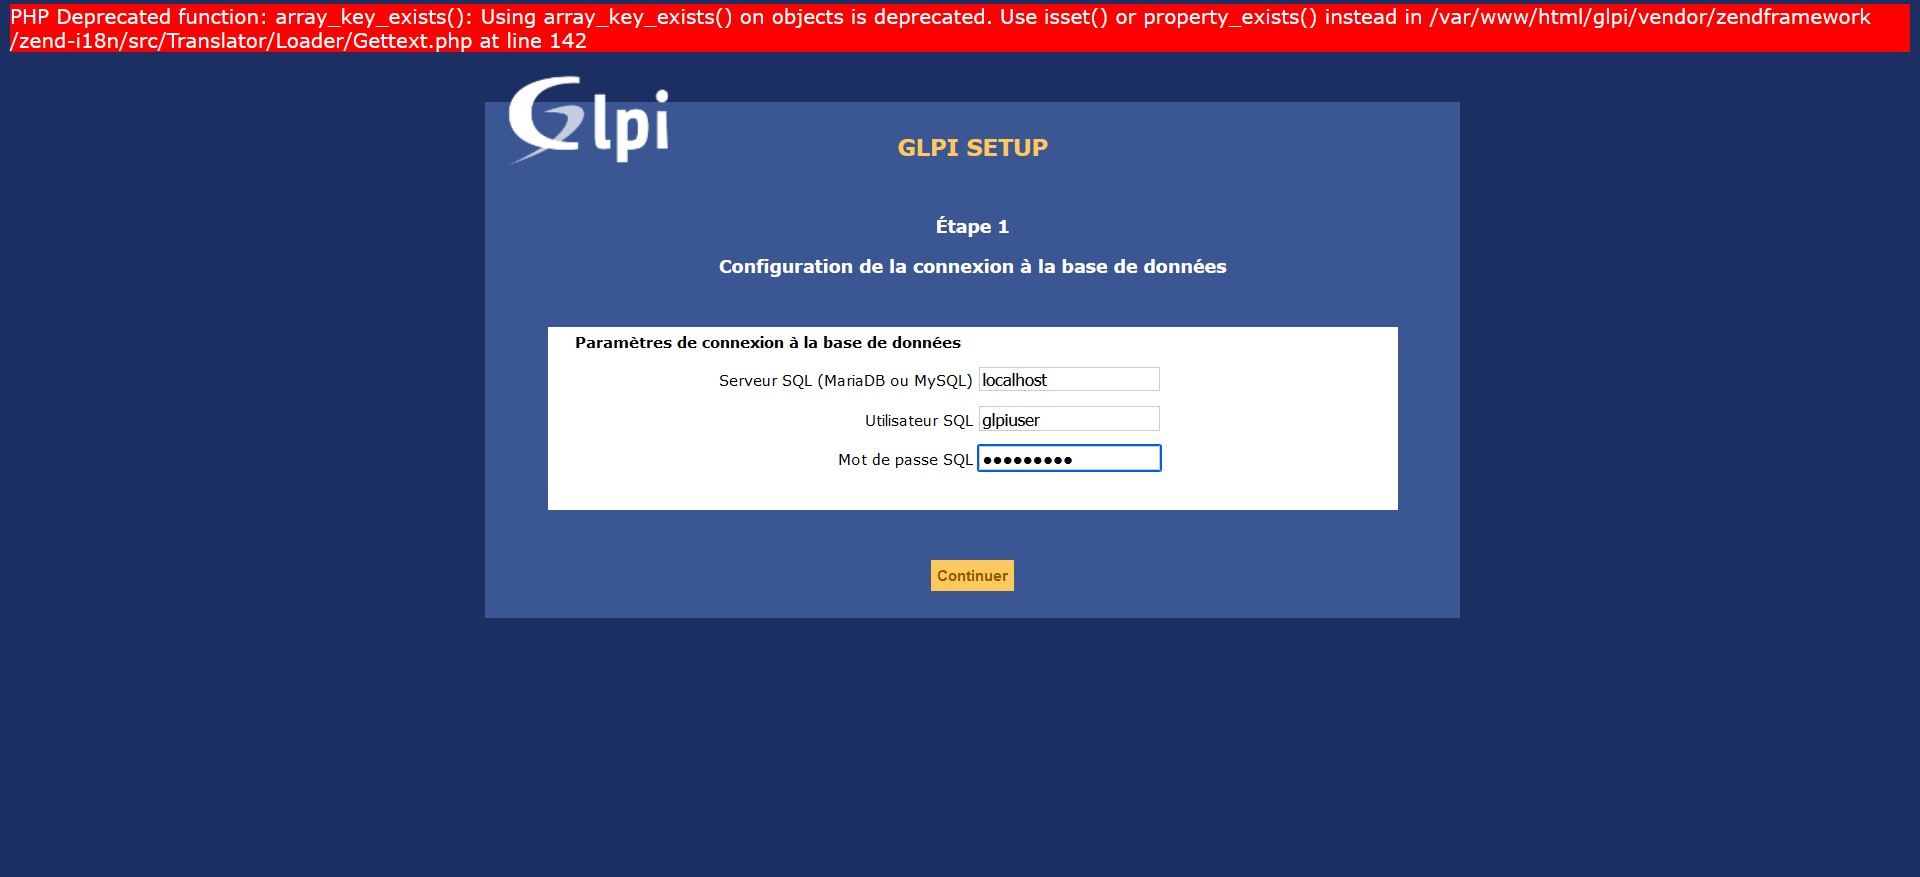 PHP Deprecated function: array_key_exists(): Using array_key_exists() on objects is deprecated. Use isset() or property_exists() instead in /var/www/html/glpi/vendor/zendframework
/zend-i18n/src/Translator/Loader/Gettext.php at line 142
Glpi
GLPI SETUP
Étape 1
Configuration de la connexion à la base de données
Paramètres de connexion à la base de données
Serveur SQL (MariaDB ou MySQL) localhost
Utilisateur SQL glpiuser
Mot de passe SQL •••••••••
Continuer